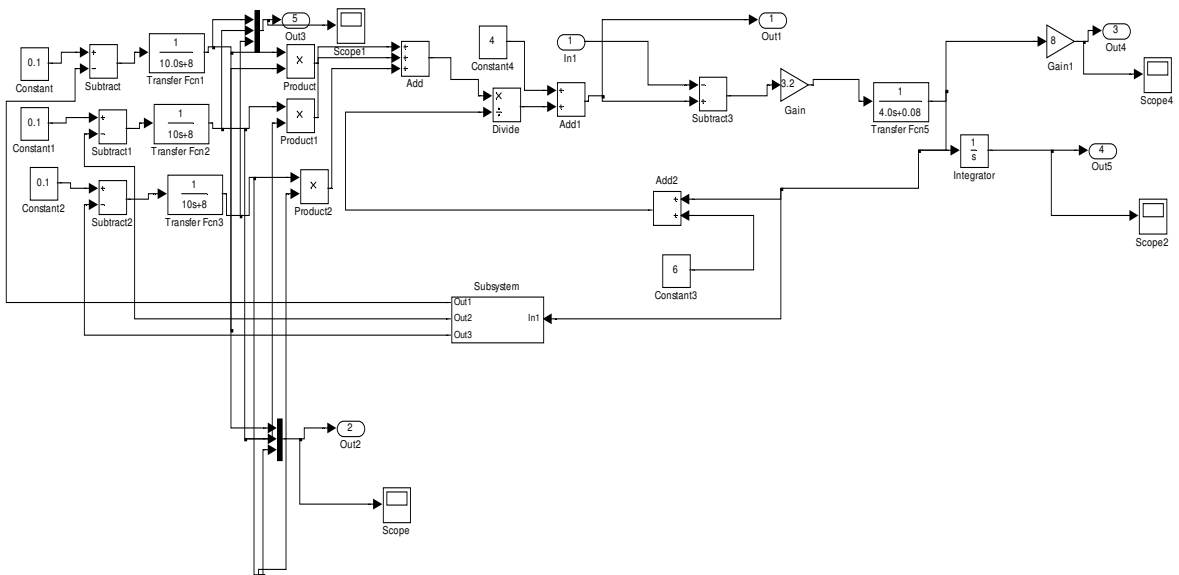 5
Out3
Scope1
0.1
Constant
+
-
Subtract
1
10.0s+8
Transfer Fcn1
×
Product
+
+
+
Add
4
Constant4
1
In1
1
Out1
8
Gain1
3
Out4
Scope4
0.1
Constant1
+
-
Subtract1
1
10s+8
Transfer Fcn2
×
Product1
×
÷
Divide
+
+
Add1
-
+
Subtract3
3.2
Gain
1
4.0s+0.08
Transfer Fcn5
1
s
Integrator
4
Out5
Scope2
0.1
Constant2
+
-
Subtract2
1
10s+8
Transfer Fcn3
×
Product2
Add2
+
+
6
Constant3
Subsystem
Out1
Out2
Out3
In1
2
Out2
Scope